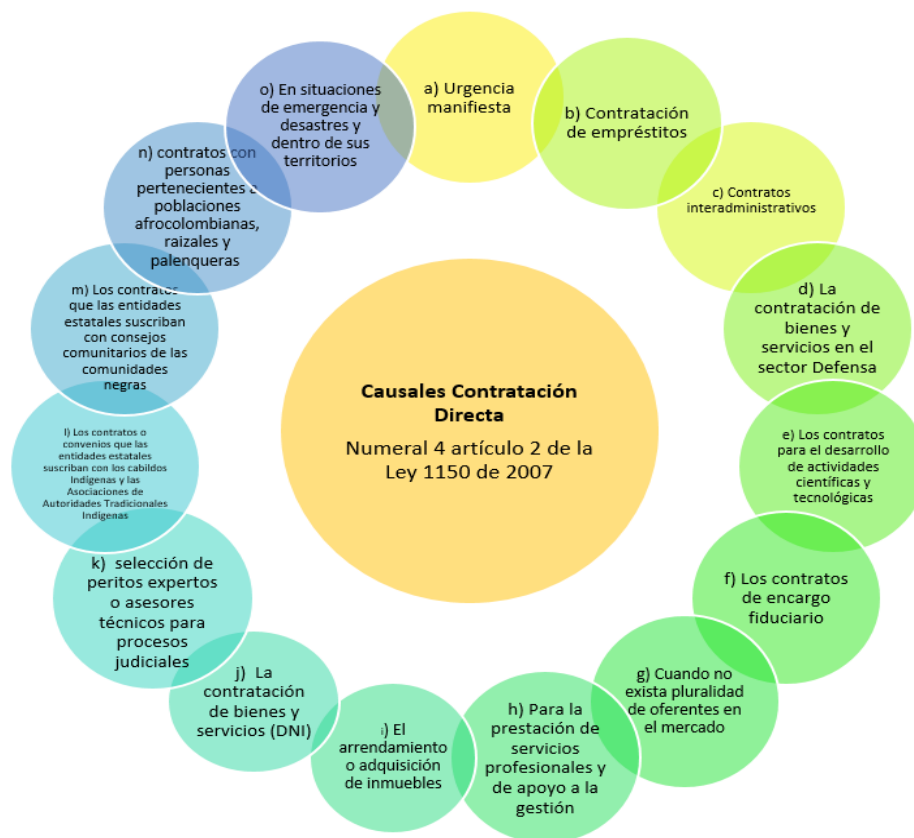 Causales Contratación
Directa
Numeral 4 artículo 2 de la
Ley 1150 de 2007
a) Urgencia
manifiesta
b) Contratación
de empréstitos
c) Contratos
interadministrativos
d) La
contratación de
bienes y
servicios en el
sector Defensa
e) Los contratos
para el desarrollo
de actividades
científicas y
tecnológicas
f) Los contratos
de encargo
fiduciario
g) Cuando no
exista pluralidad
de oferentes en
el mercado
h) Para la
prestación de
servicios
profesionales y
de apoyo a la
gestión
i) El
arrendamiento
o adquisición
de inmuebles
j) La
contratación
de bienes y
servicios (DNI)
k) selección de
peritos expertos
o asesores
técnicos para
procesos
judiciales
l) Los contratos o
convenios que las
entidades estatales
suscriban con los cabildos
Indígenas y las Asociaciones de
Autoridades Tradicionales
Indígenas
m) Los contratos
que las entidades
estatales suscriban
con consejos
comunitarios de las
comunidades
negras
n) contratos con
personas
pertenecientes a
poblaciones
afrocolombianas,
raizales y
palenqueras
o) En situaciones
de emergencia y
desastres y
dentro de sus
territorios